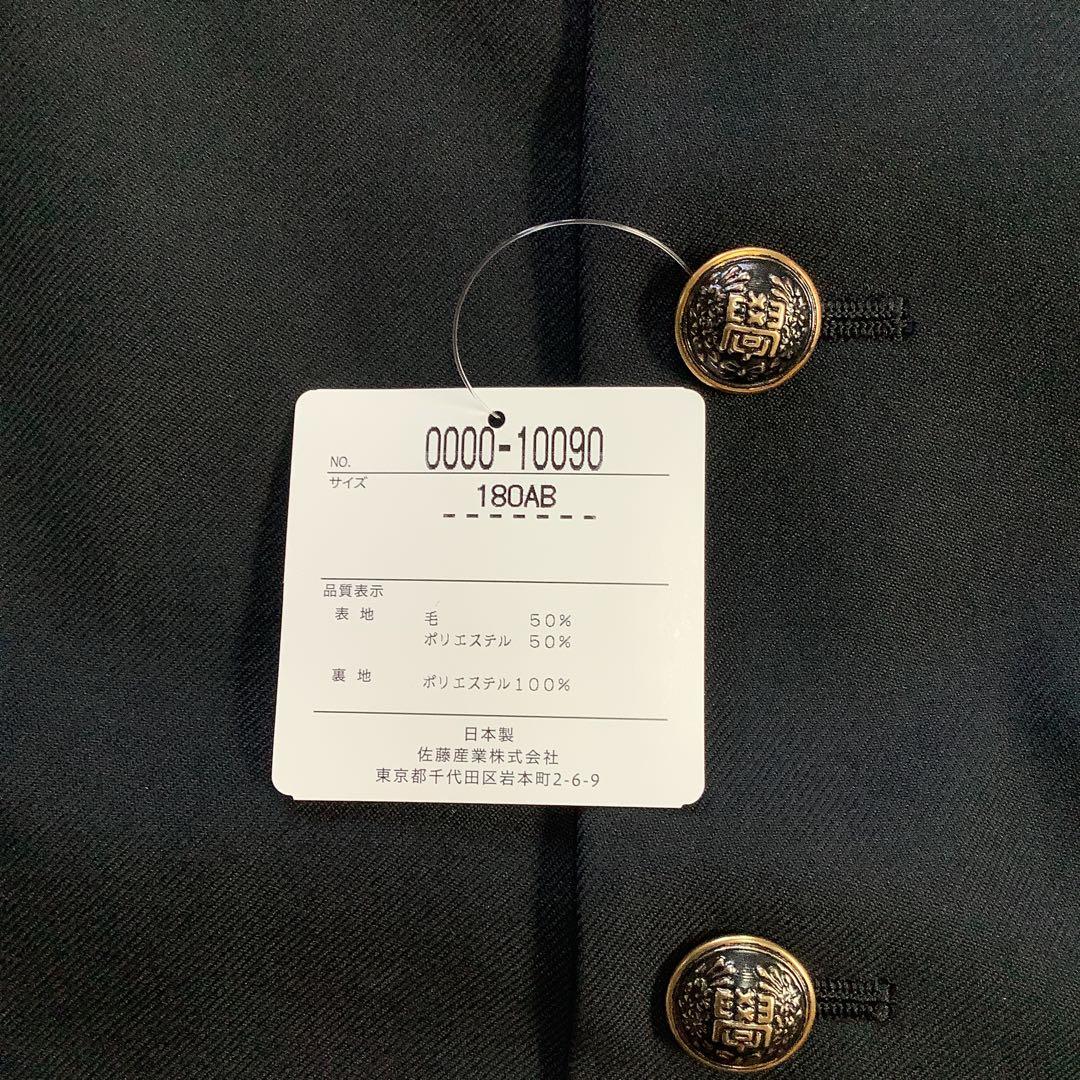 0000-10090
NO.
サイズ
180AB
品質表示
表 地 毛 50%
ポリエステル 50%
裏 地 ポリエステル100%
日本製
佐藤産業株式会社
東京都千代田区岩本町2-6-9
學
學